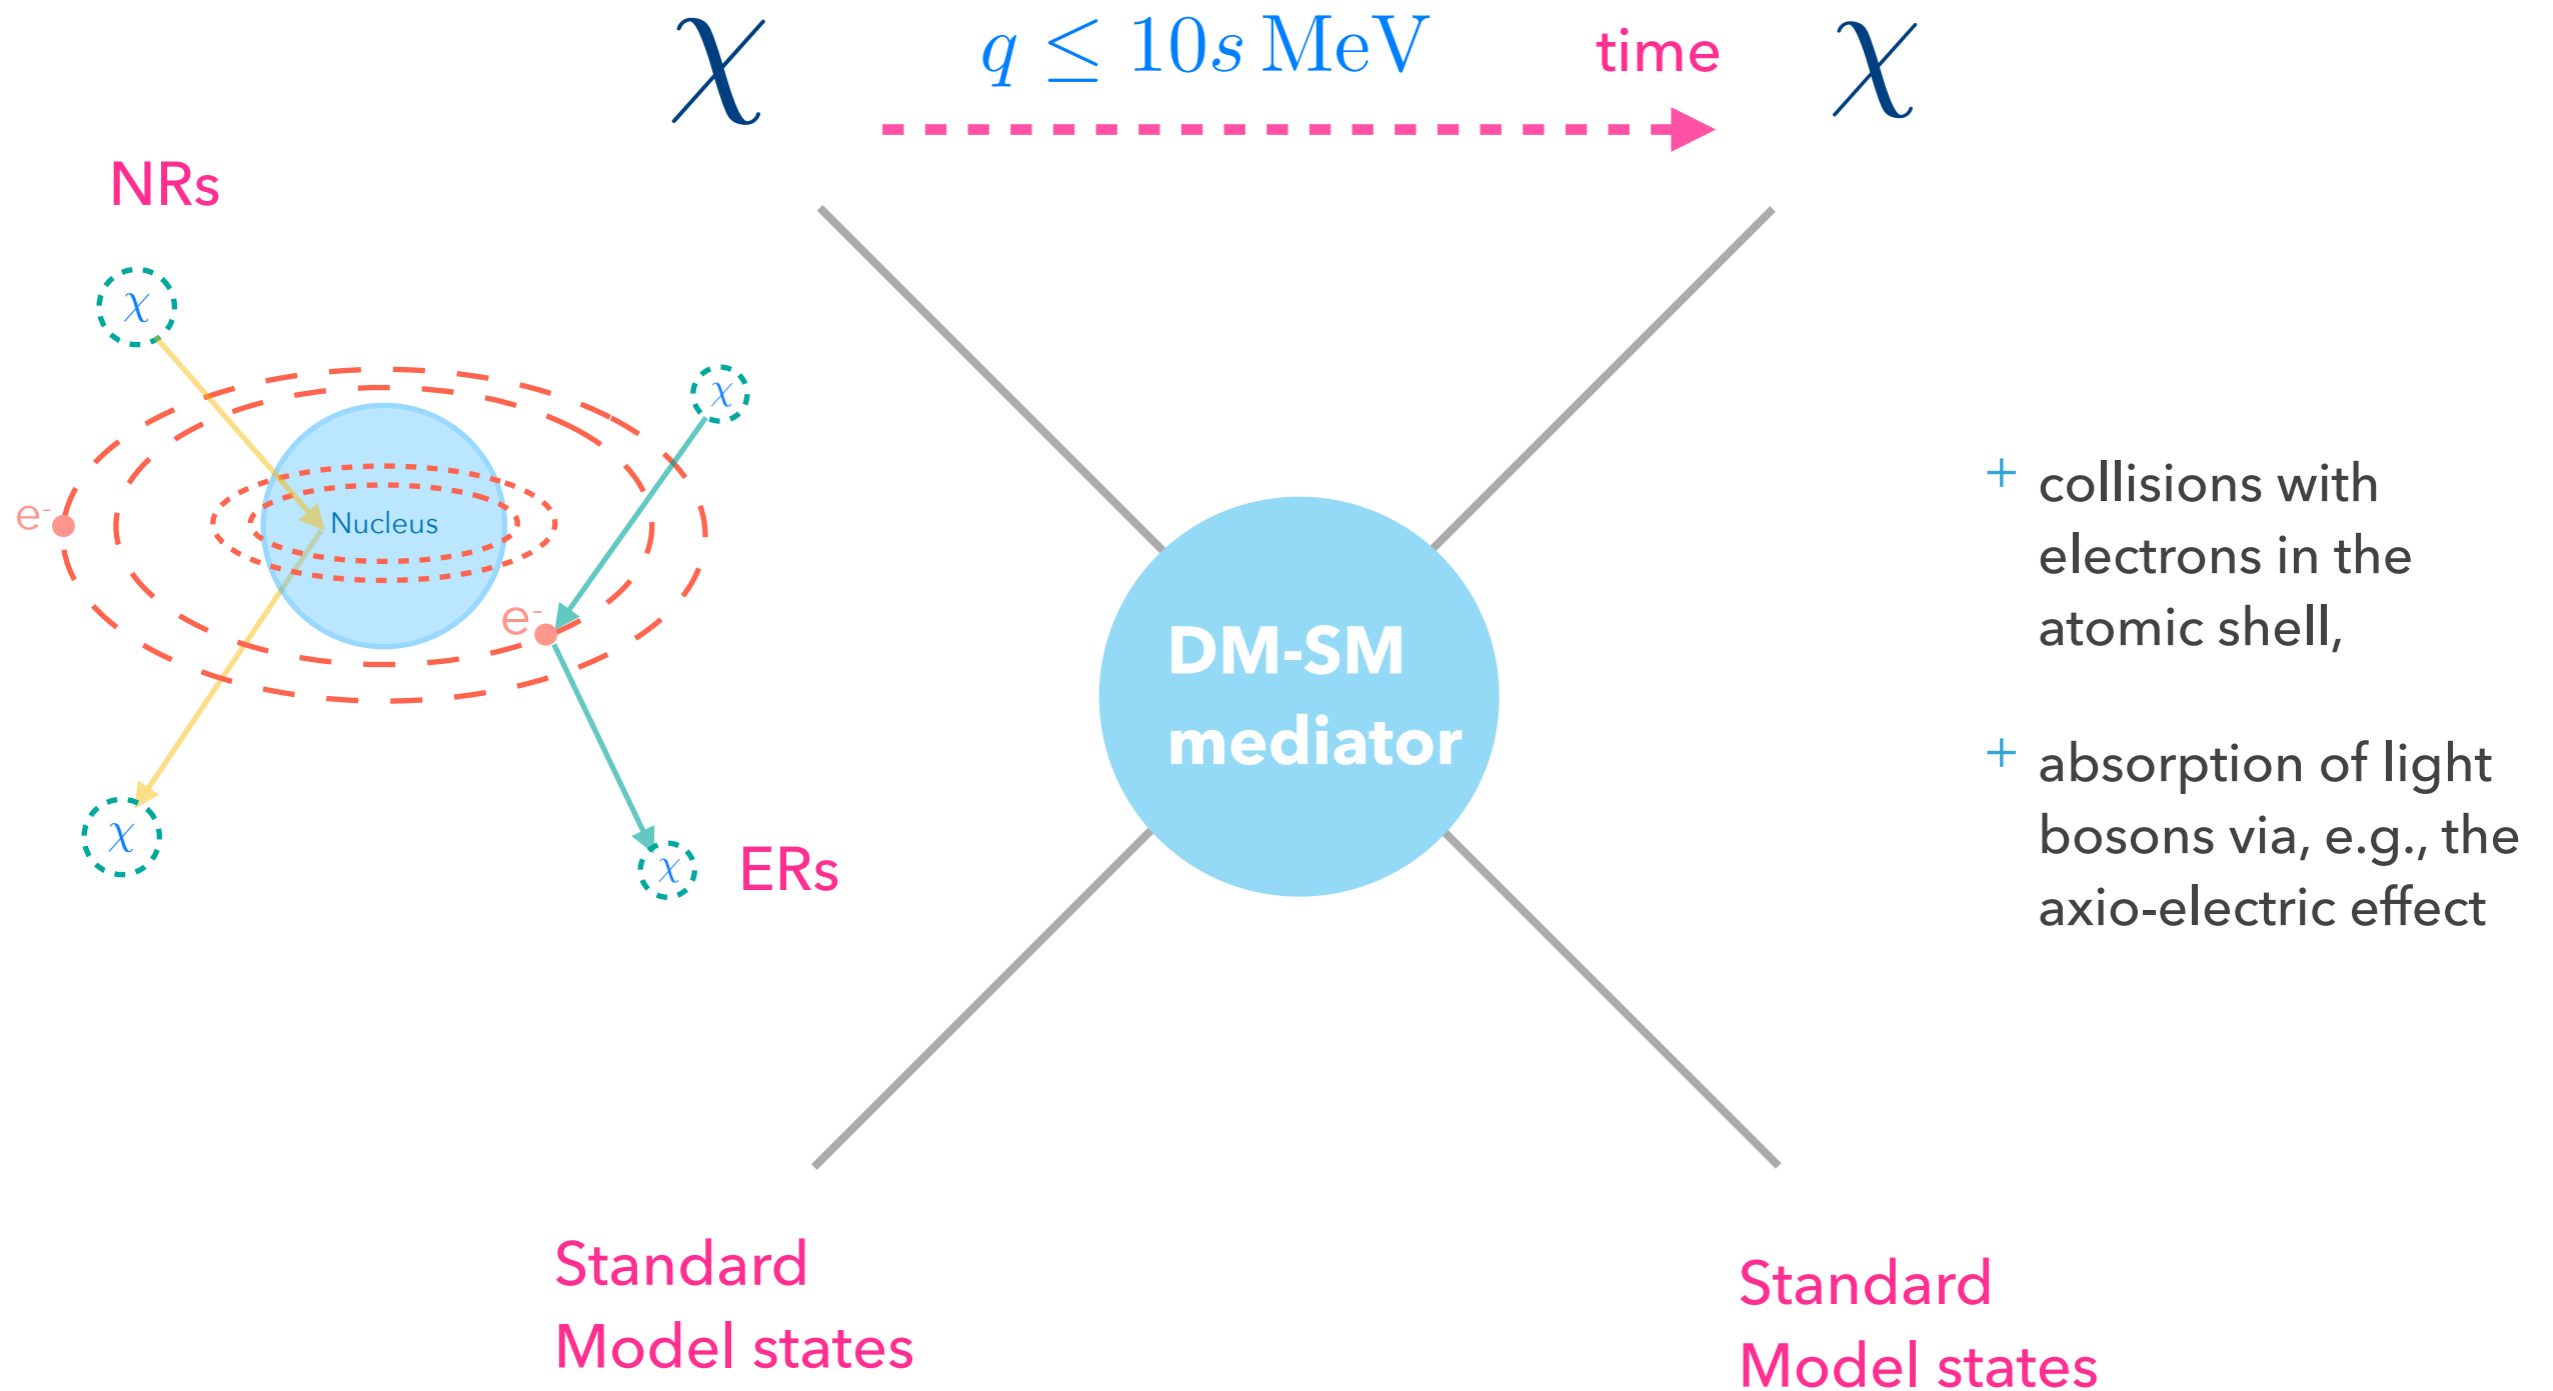 χ
q ≤ 10s MeV
time
χ
NRs
χ
χ
e-
Nucleus
e-
χ
χ
ERs
DM-SM
mediator
+ collisions with
electrons in the
atomic shell,
+ absorption of light
bosons via, e.g., the
axio-electric effect
Standard
Model states
Standard
Model states